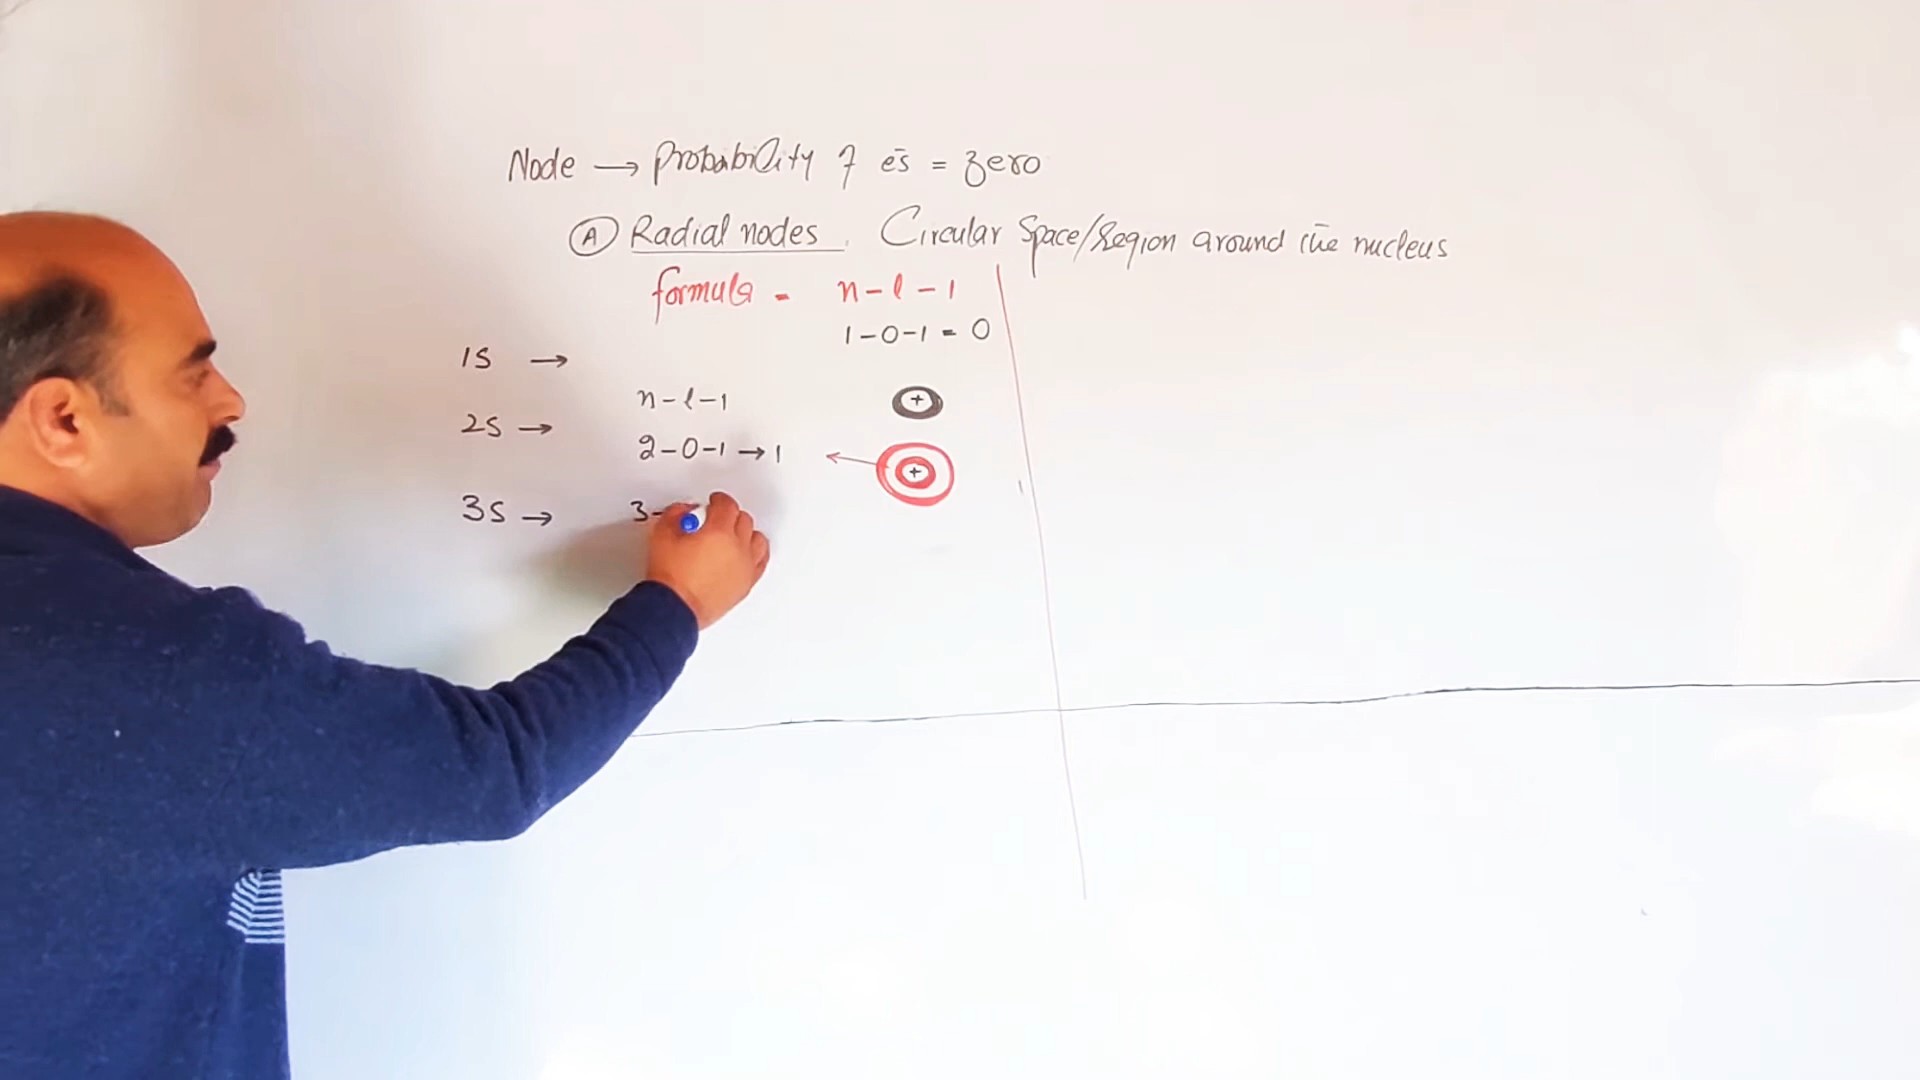 Node → Probability of es = zero
(A) Radial nodes. Circular Space/Region around the nucleus
formula = n-l-1
1-0-1 = 0
1S →
n-l-1
+
2S →
2-0-1 → 1
+
3S → 3-